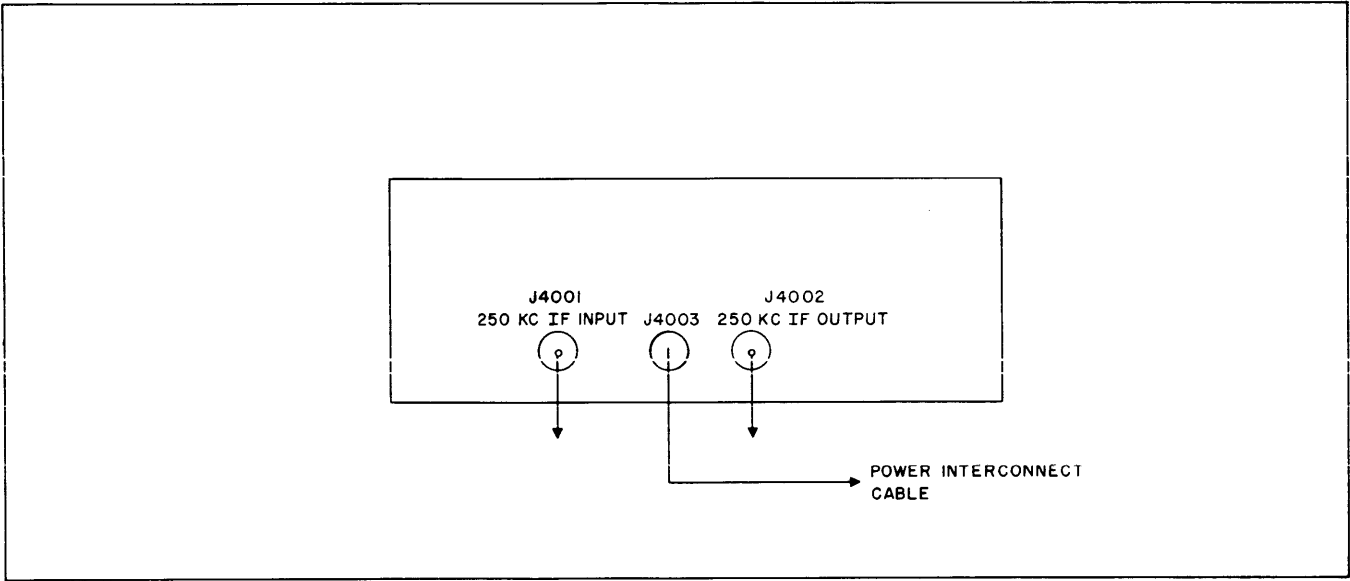 J4001
250 KC IF INPUT
J4003
J4002
250 KC IF OUTPUT
POWER INTERCONNECT
CABLE